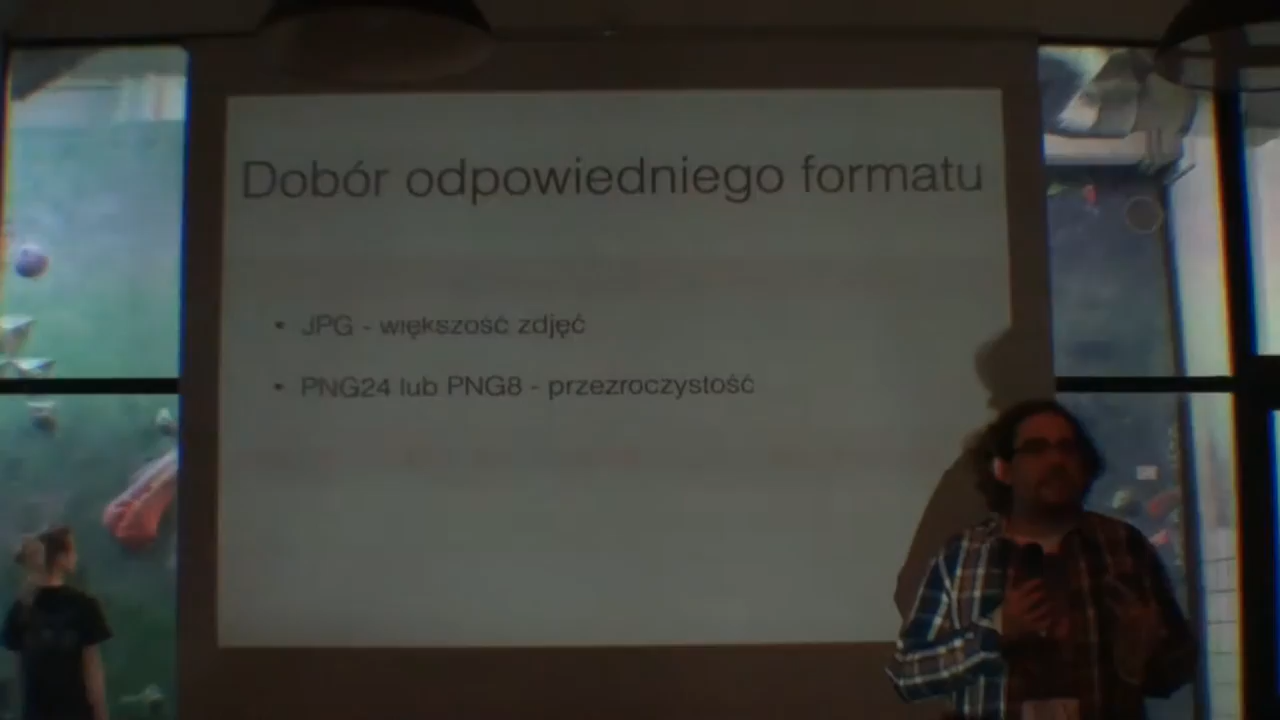 Dobór odpowiedniego formatu
• JPG - większość zdjęć
• PNG24 lub PNG8 - przezroczystość